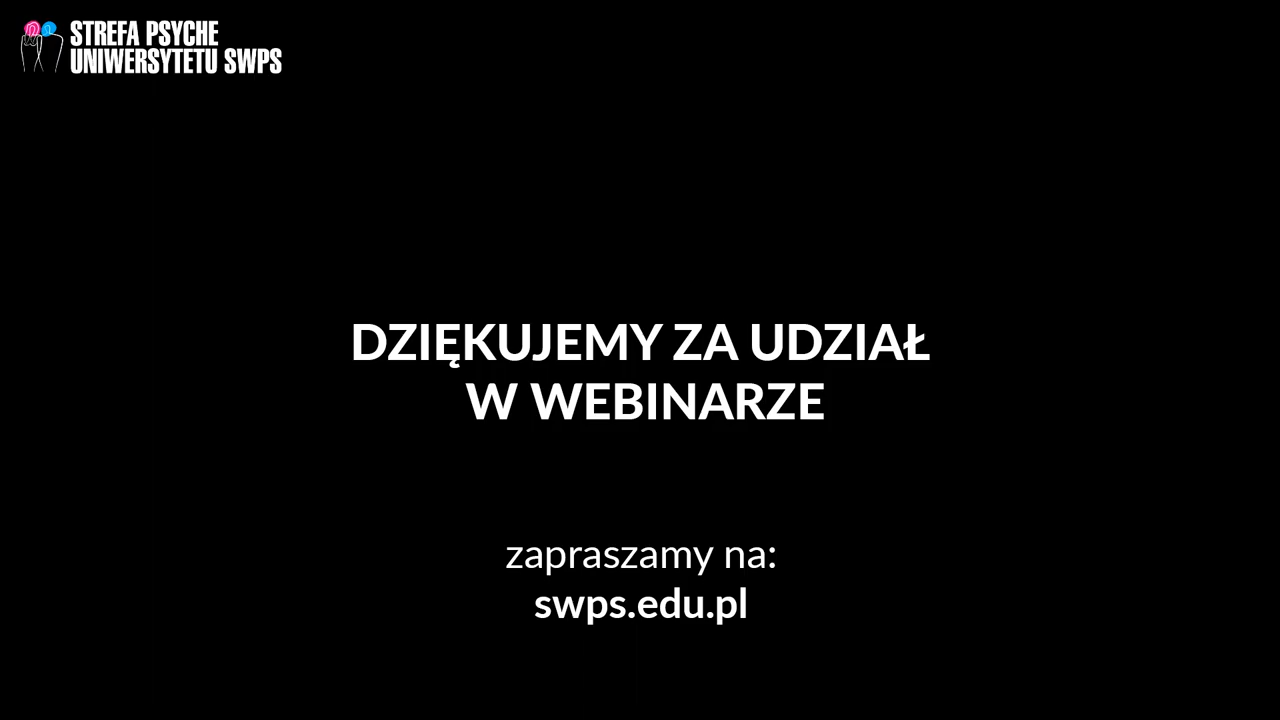 STREFA PSYCHE
UNIWERSYTETU SWPS
DZIĘKUJEMY ZA UDZIAŁ
W WEBINARZE
zapraszamy na:
swps.edu.pl